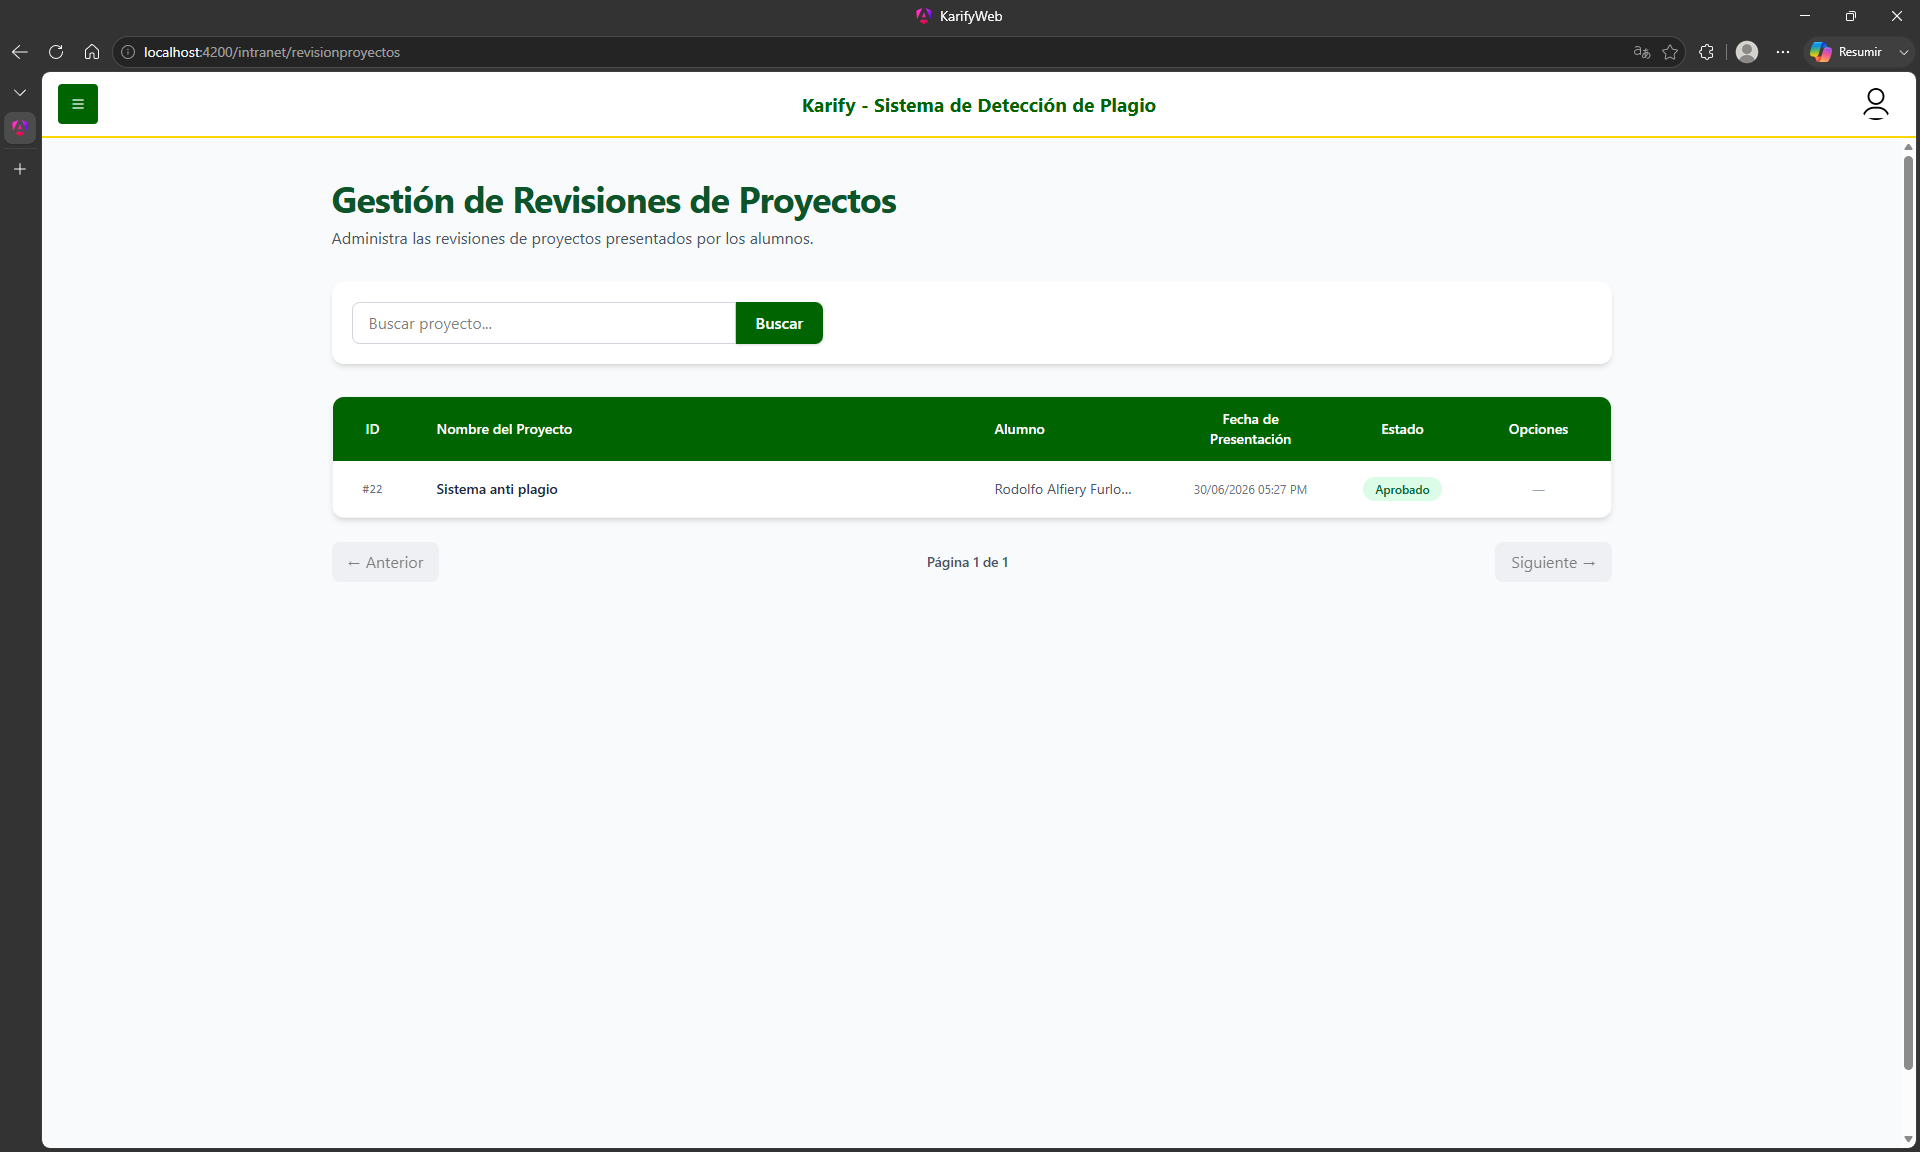 KarifyWeb
localhost:4200/intranet/revisionproyectos
Resumir
Karify - Sistema de Detección de Plagio
Gestión de Revisiones de Proyectos
Administra las revisiones de proyectos presentados por los alumnos.
Buscar proyecto...
Buscar
ID
Nombre del Proyecto
Alumno
Fecha de
Presentación
Estado
Opciones
#22
Sistema anti plagio
Rodolfo Alfiery Furlo...
30/06/2026 05:27 PM
Aprobado
—
← Anterior
Página 1 de 1
Siguiente →